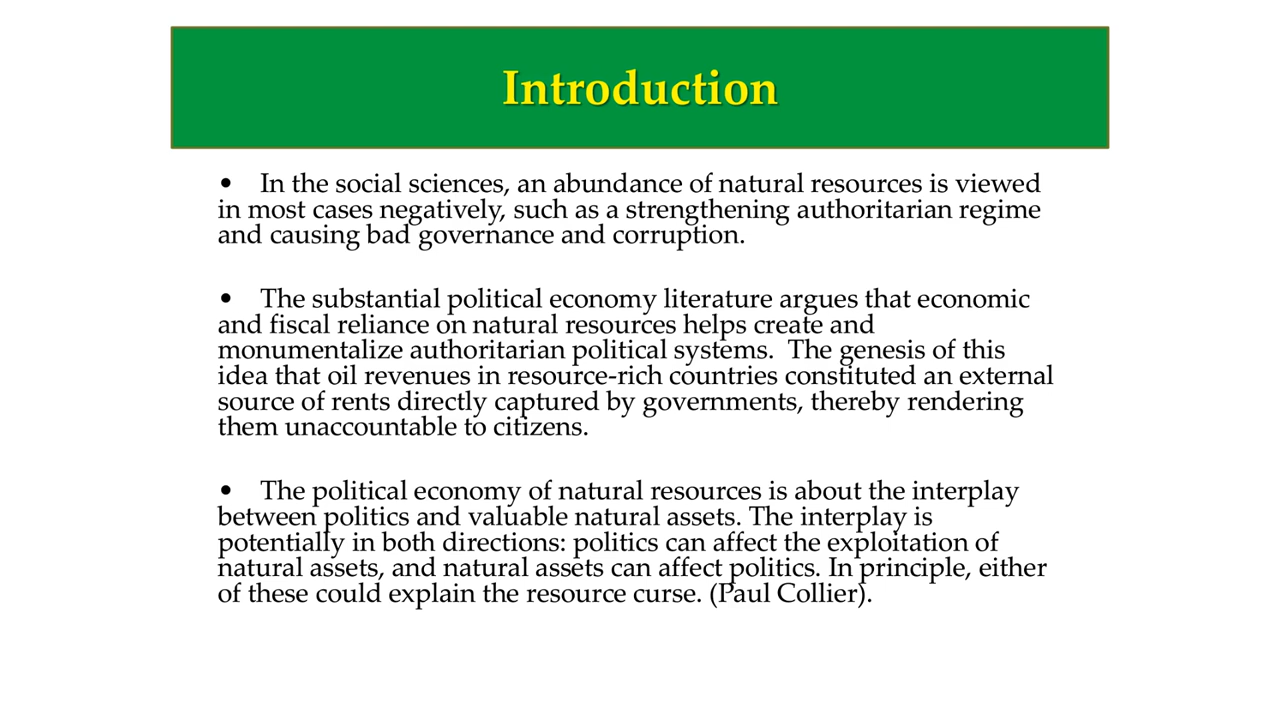 Introduction
• In the social sciences, an abundance of natural resources is viewed
in most cases negatively, such as a strengthening authoritarian regime
and causing bad governance and corruption.
• The substantial political economy literature argues that economic
and fiscal reliance on natural resources helps create and
monumentalize authoritarian political systems.  The genesis of this
idea that oil revenues in resource-rich countries constituted an external
source of rents directly captured by governments, thereby rendering
them unaccountable to citizens.
• The political economy of natural resources is about the interplay
between politics and valuable natural assets. The interplay is
potentially in both directions: politics can affect the exploitation of
natural assets, and natural assets can affect politics. In principle, either
of these could explain the resource curse. (Paul Collier).